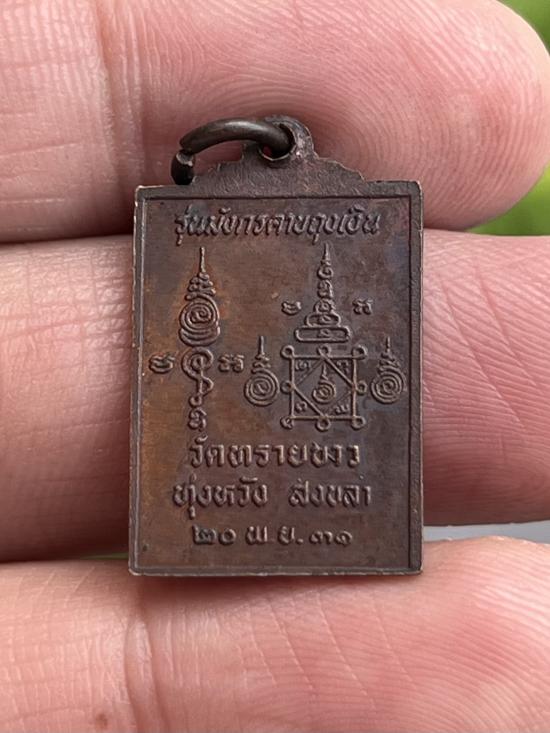 รุ่นมังกรคาบถุงเงิน
วัดทรายขาว
ทุ่งหวัง สงขลา
๒๐ พ.ย.๓๑